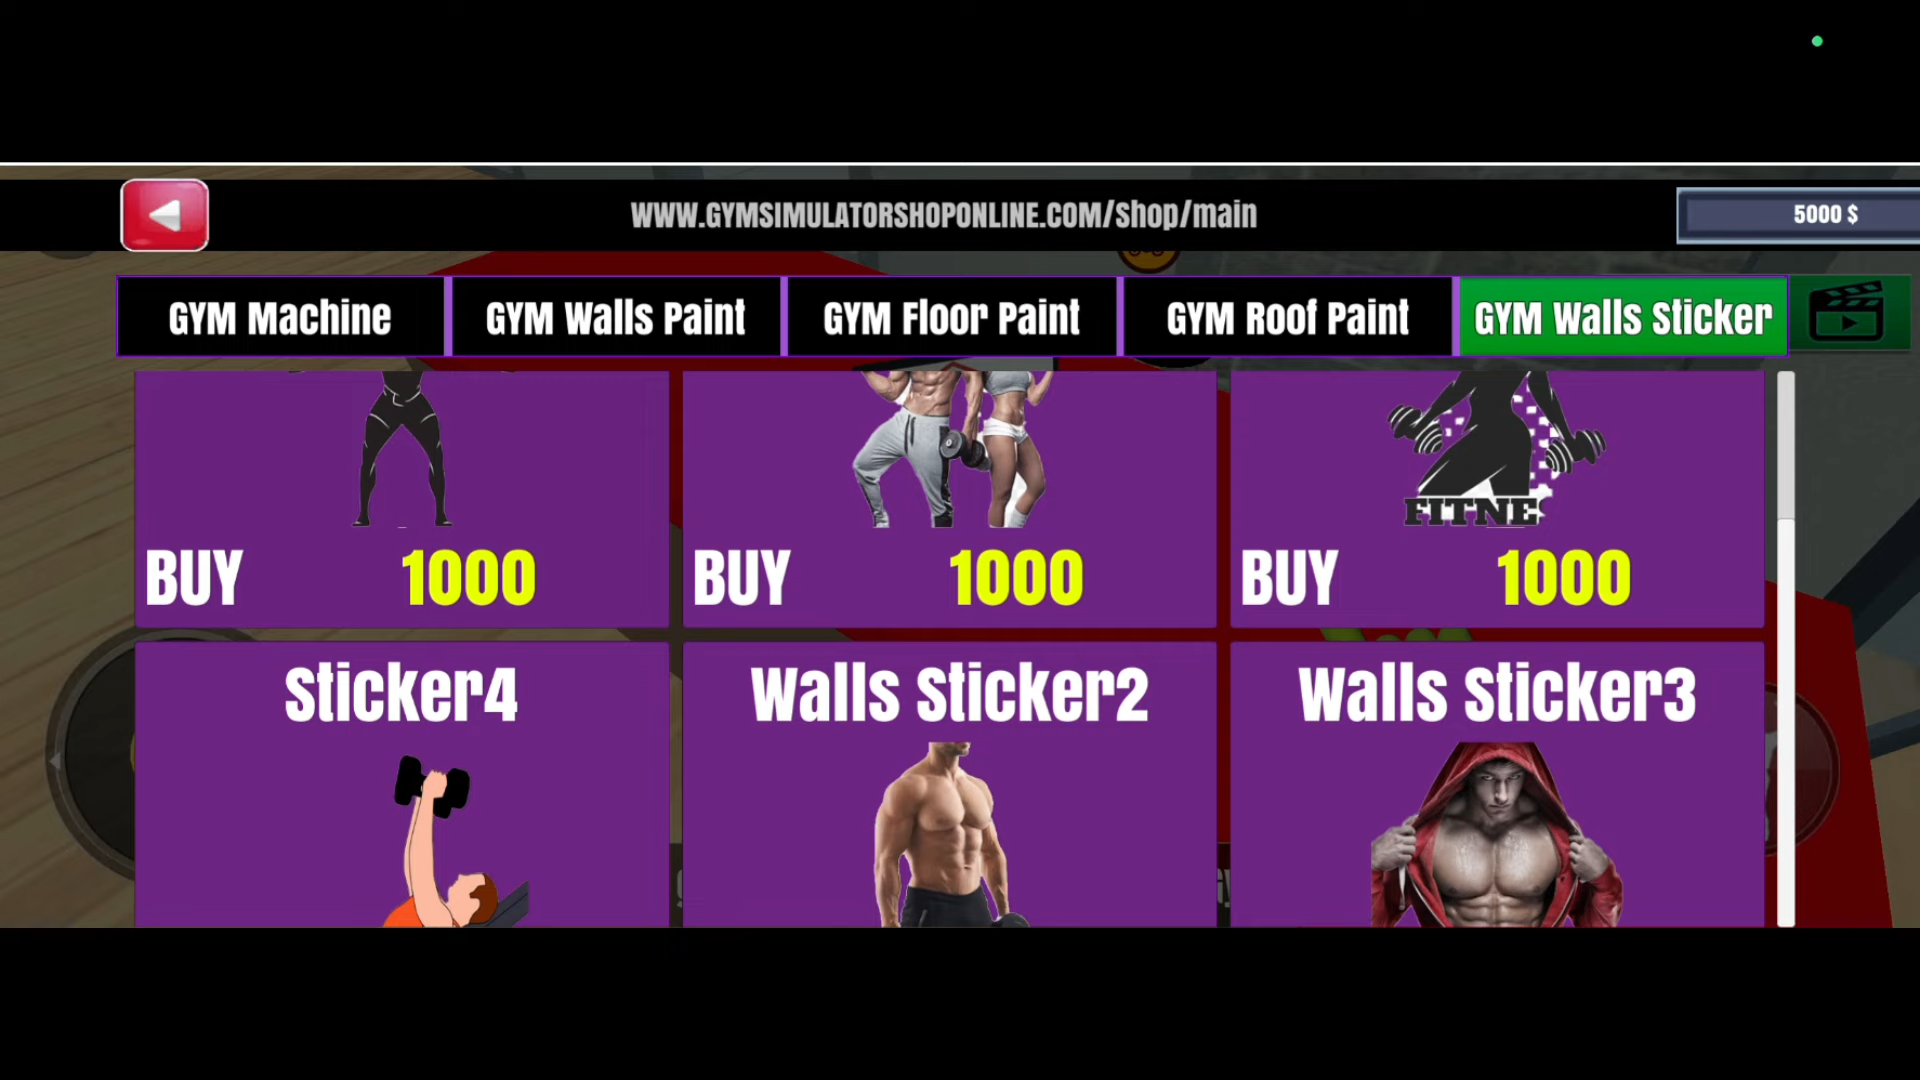 WWW.GYMSIMULATORSHOPONLINE.COM/Shop/main
5000 $
GYM Machine
GYM Walls Paint
GYM Floor Paint
GYM Roof Paint
GYM Walls Sticker
FITNE
BUY 1000
BUY 1000
BUY 1000
Sticker4
Walls Sticker2
Walls Sticker3